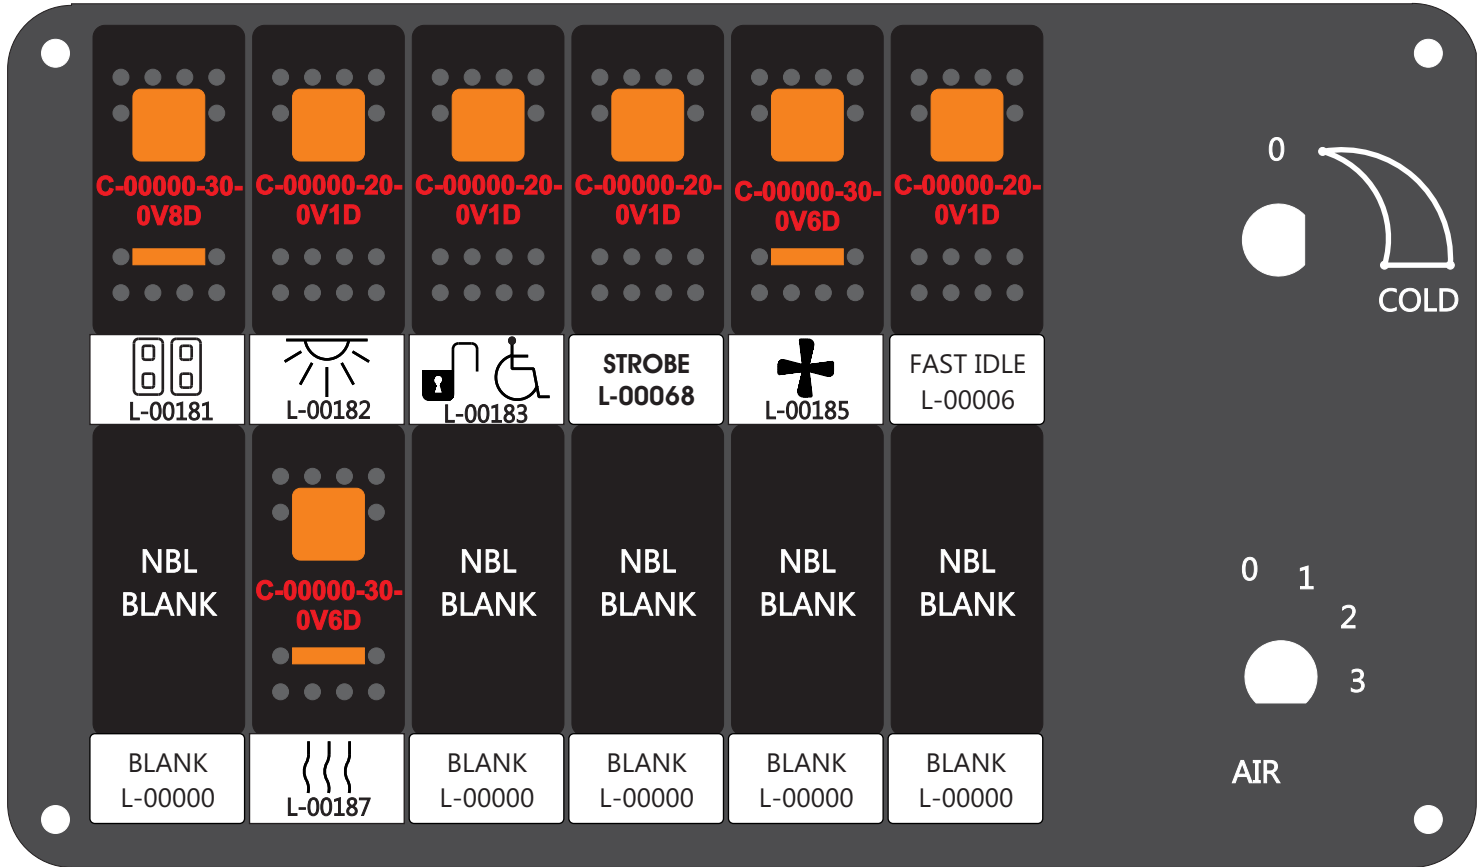 C-00000-30-
0V8D
C-00000-20-
0V1D
C-00000-20-
0V1D
C-00000-20-
0V1D
C-00000-30-
0V6D
C-00000-20-
0V1D
L-00181
L-00182
L-00183
STROBE
L-00068
L-00185
FAST IDLE
L-00006
NBL
BLANK
C-00000-30-
0V6D
NBL
BLANK
NBL
BLANK
NBL
BLANK
NBL
BLANK
BLANK
L-00000
L-00187
BLANK
L-00000
BLANK
L-00000
BLANK
L-00000
BLANK
L-00000
0
COLD
0
1
2
3
AIR